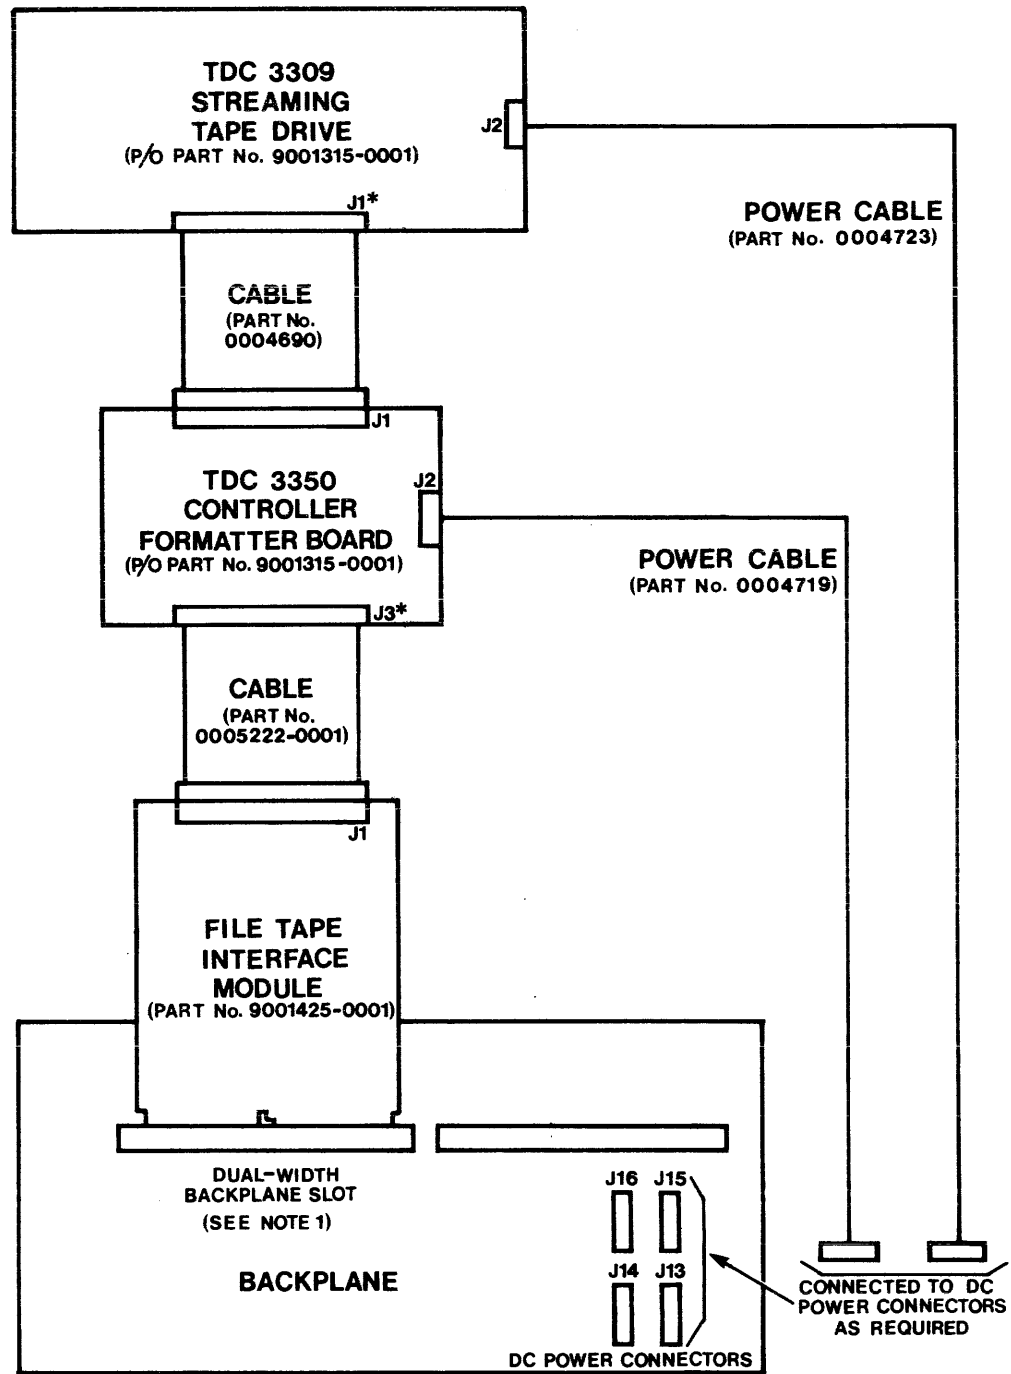 TDC 3309
STREAMING
TAPE DRIVE
(P/O PART No. 9001315-0001)
J2
J1*
POWER CABLE
(PART No. 0004723)
CABLE
(PART No.
0004690)
J1
TDC 3350
CONTROLLER
FORMATTER BOARD
(P/O PART No. 9001315-0001)
J2
POWER CABLE
(PART No. 0004719)
J3*
CABLE
(PART No.
0005222-0001)
J1
FILE TAPE
INTERFACE
MODULE
(PART No. 9001425-0001)
DUAL-WIDTH
BACKPLANE SLOT
(SEE NOTE 1)
J16 J15
BACKPLANE
J14 J13
CONNECTED TO DC
POWER CONNECTORS
AS REQUIRED
DC POWER CONNECTORS